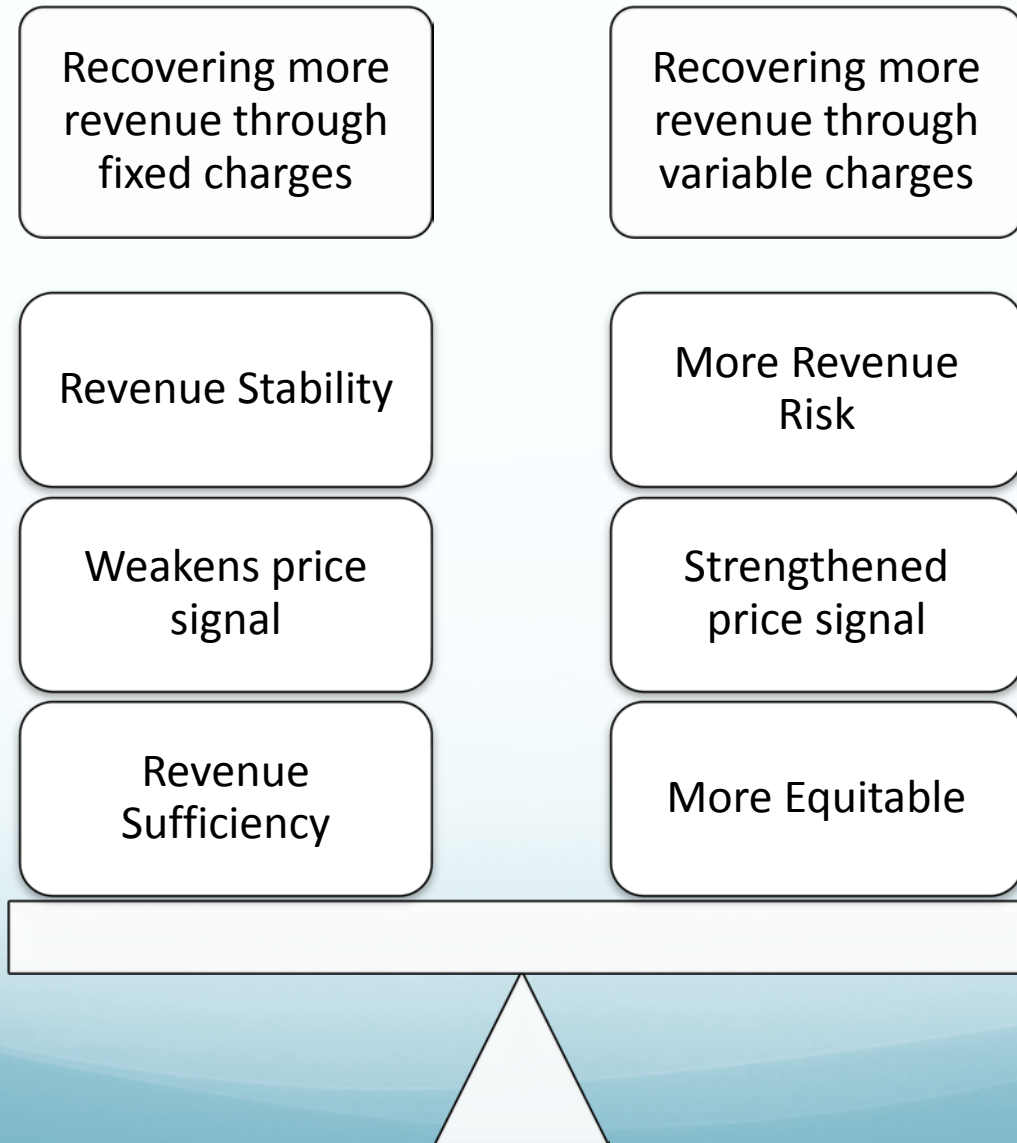 Recovering more
revenue through
fixed charges
Recovering more
revenue through
variable charges
Revenue Stability
More Revenue
Risk
Weakens price
signal
Strengthened
price signal
Revenue
Sufficiency
More Equitable